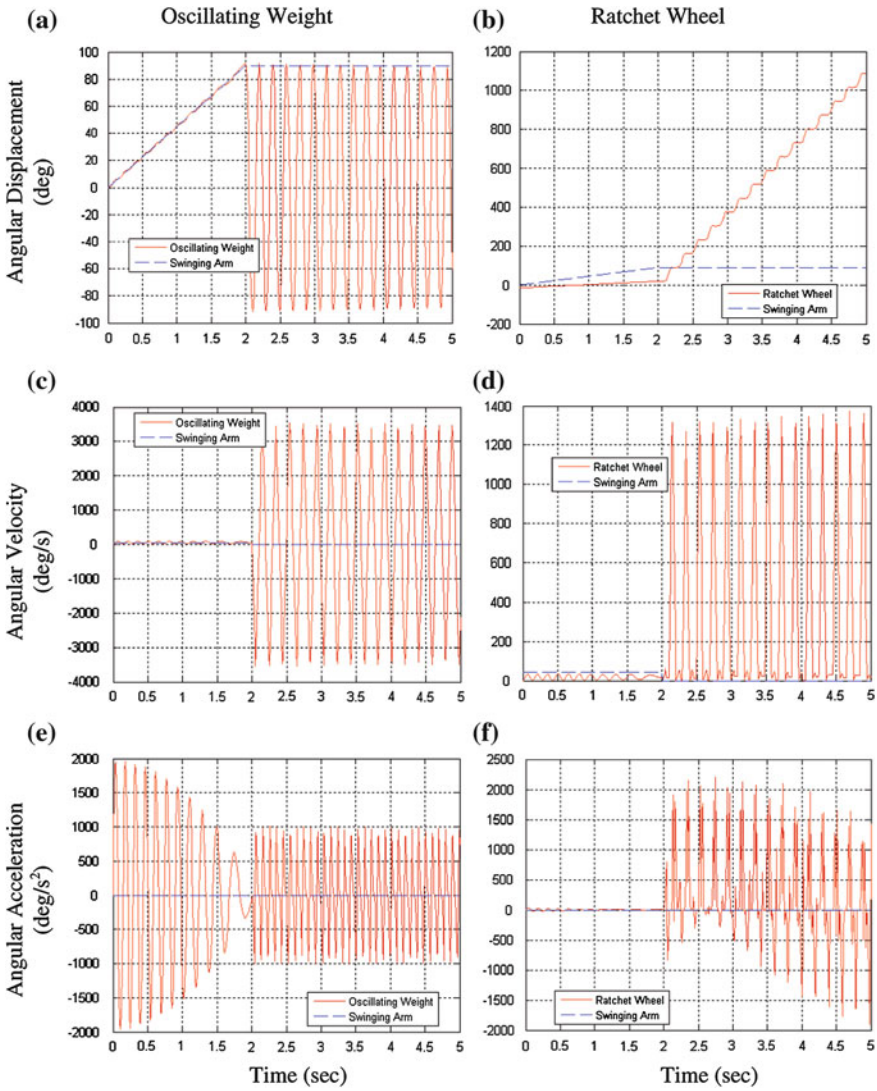 (a) Oscillating Weight
(b) Ratchet Wheel
Angular Displacement
(deg)
100
80
60
40
20
0
-20
-40
-60
-80
-100
Oscillating Weight
Swinging Arm
0 0.5 1 1.5 2 2.5 3 3.5 4 4.5 5
1200
1000
800
600
400
200
0
-200
Ratchet Wheel
Swinging Arm
0 0.5 1 1.5 2 2.5 3 3.5 4 4.5 5
(c)
Angular Velocity
(deg/s)
4000
3000
2000
1000
0
-1000
-2000
-3000
-4000
Oscillating Weight
Swinging Arm
0 0.5 1 1.5 2 2.5 3 3.5 4 4.5 5
(d)
1400
1200
1000
800
600
400
200
0
Ratchet Wheel
Swinging Arm
0 0.5 1 1.5 2 2.5 3 3.5 4 4.5 5
(e)
Angular Acceleration
(deg/s²)
2000
1500
1000
500
0
-500
-1000
-1500
-2000
Oscillating Weight
Swinging Arm
0 0.5 1 1.5 2 2.5 3 3.5 4 4.5 5
Time (sec)
(f)
2500
2000
1500
1000
500
0
-500
-1000
-1500
-2000
Ratchet Wheel
Swinging Arm
0 0.5 1 1.5 2 2.5 3 3.5 4 4.5 5
Time (sec)